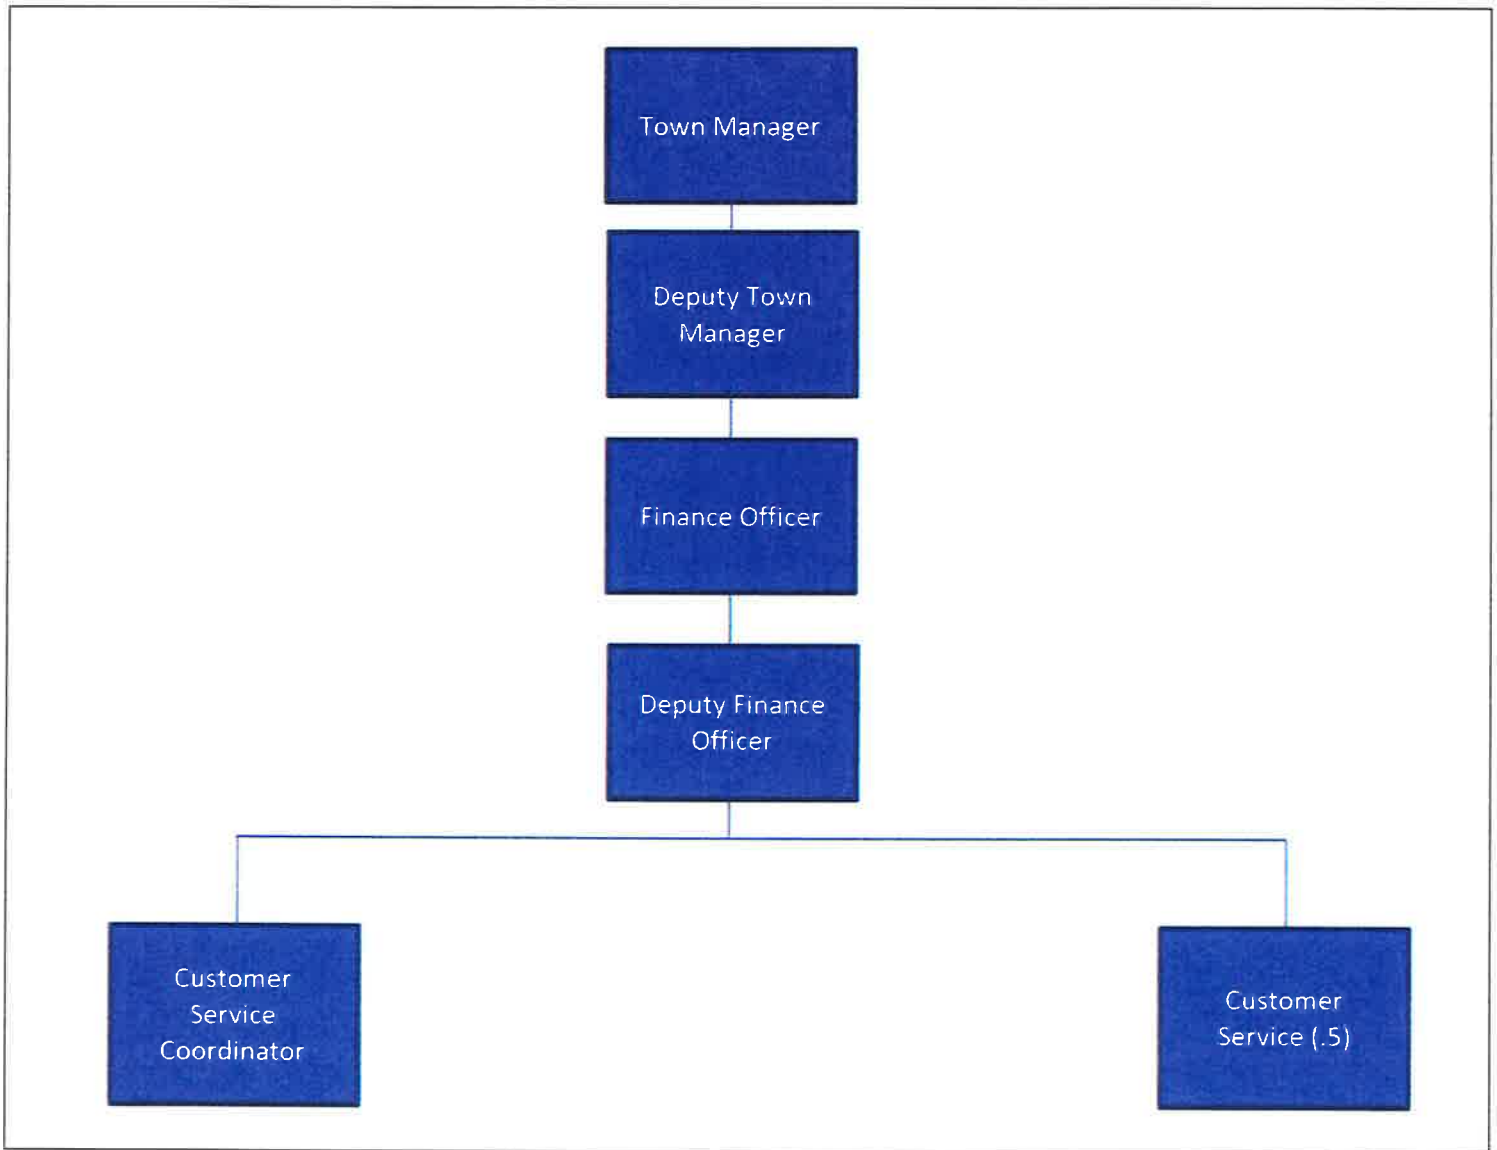 Town Manager
Deputy Town
Manager
Finance Officer
Deputy Finance
Officer
Customer
Service
Coordinator
Customer
Service (.5)